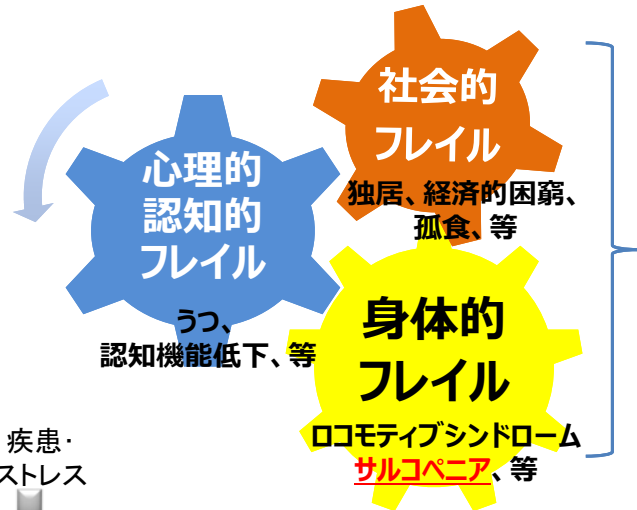 社会的
フレイル
独居、経済的困窮、
孤食、等
心理的
認知的
フレイル
うつ、
認知機能低下、等
身体的
フレイル
ロコモティブシンドローム
サルコペニア、等
疾患・
ストレス